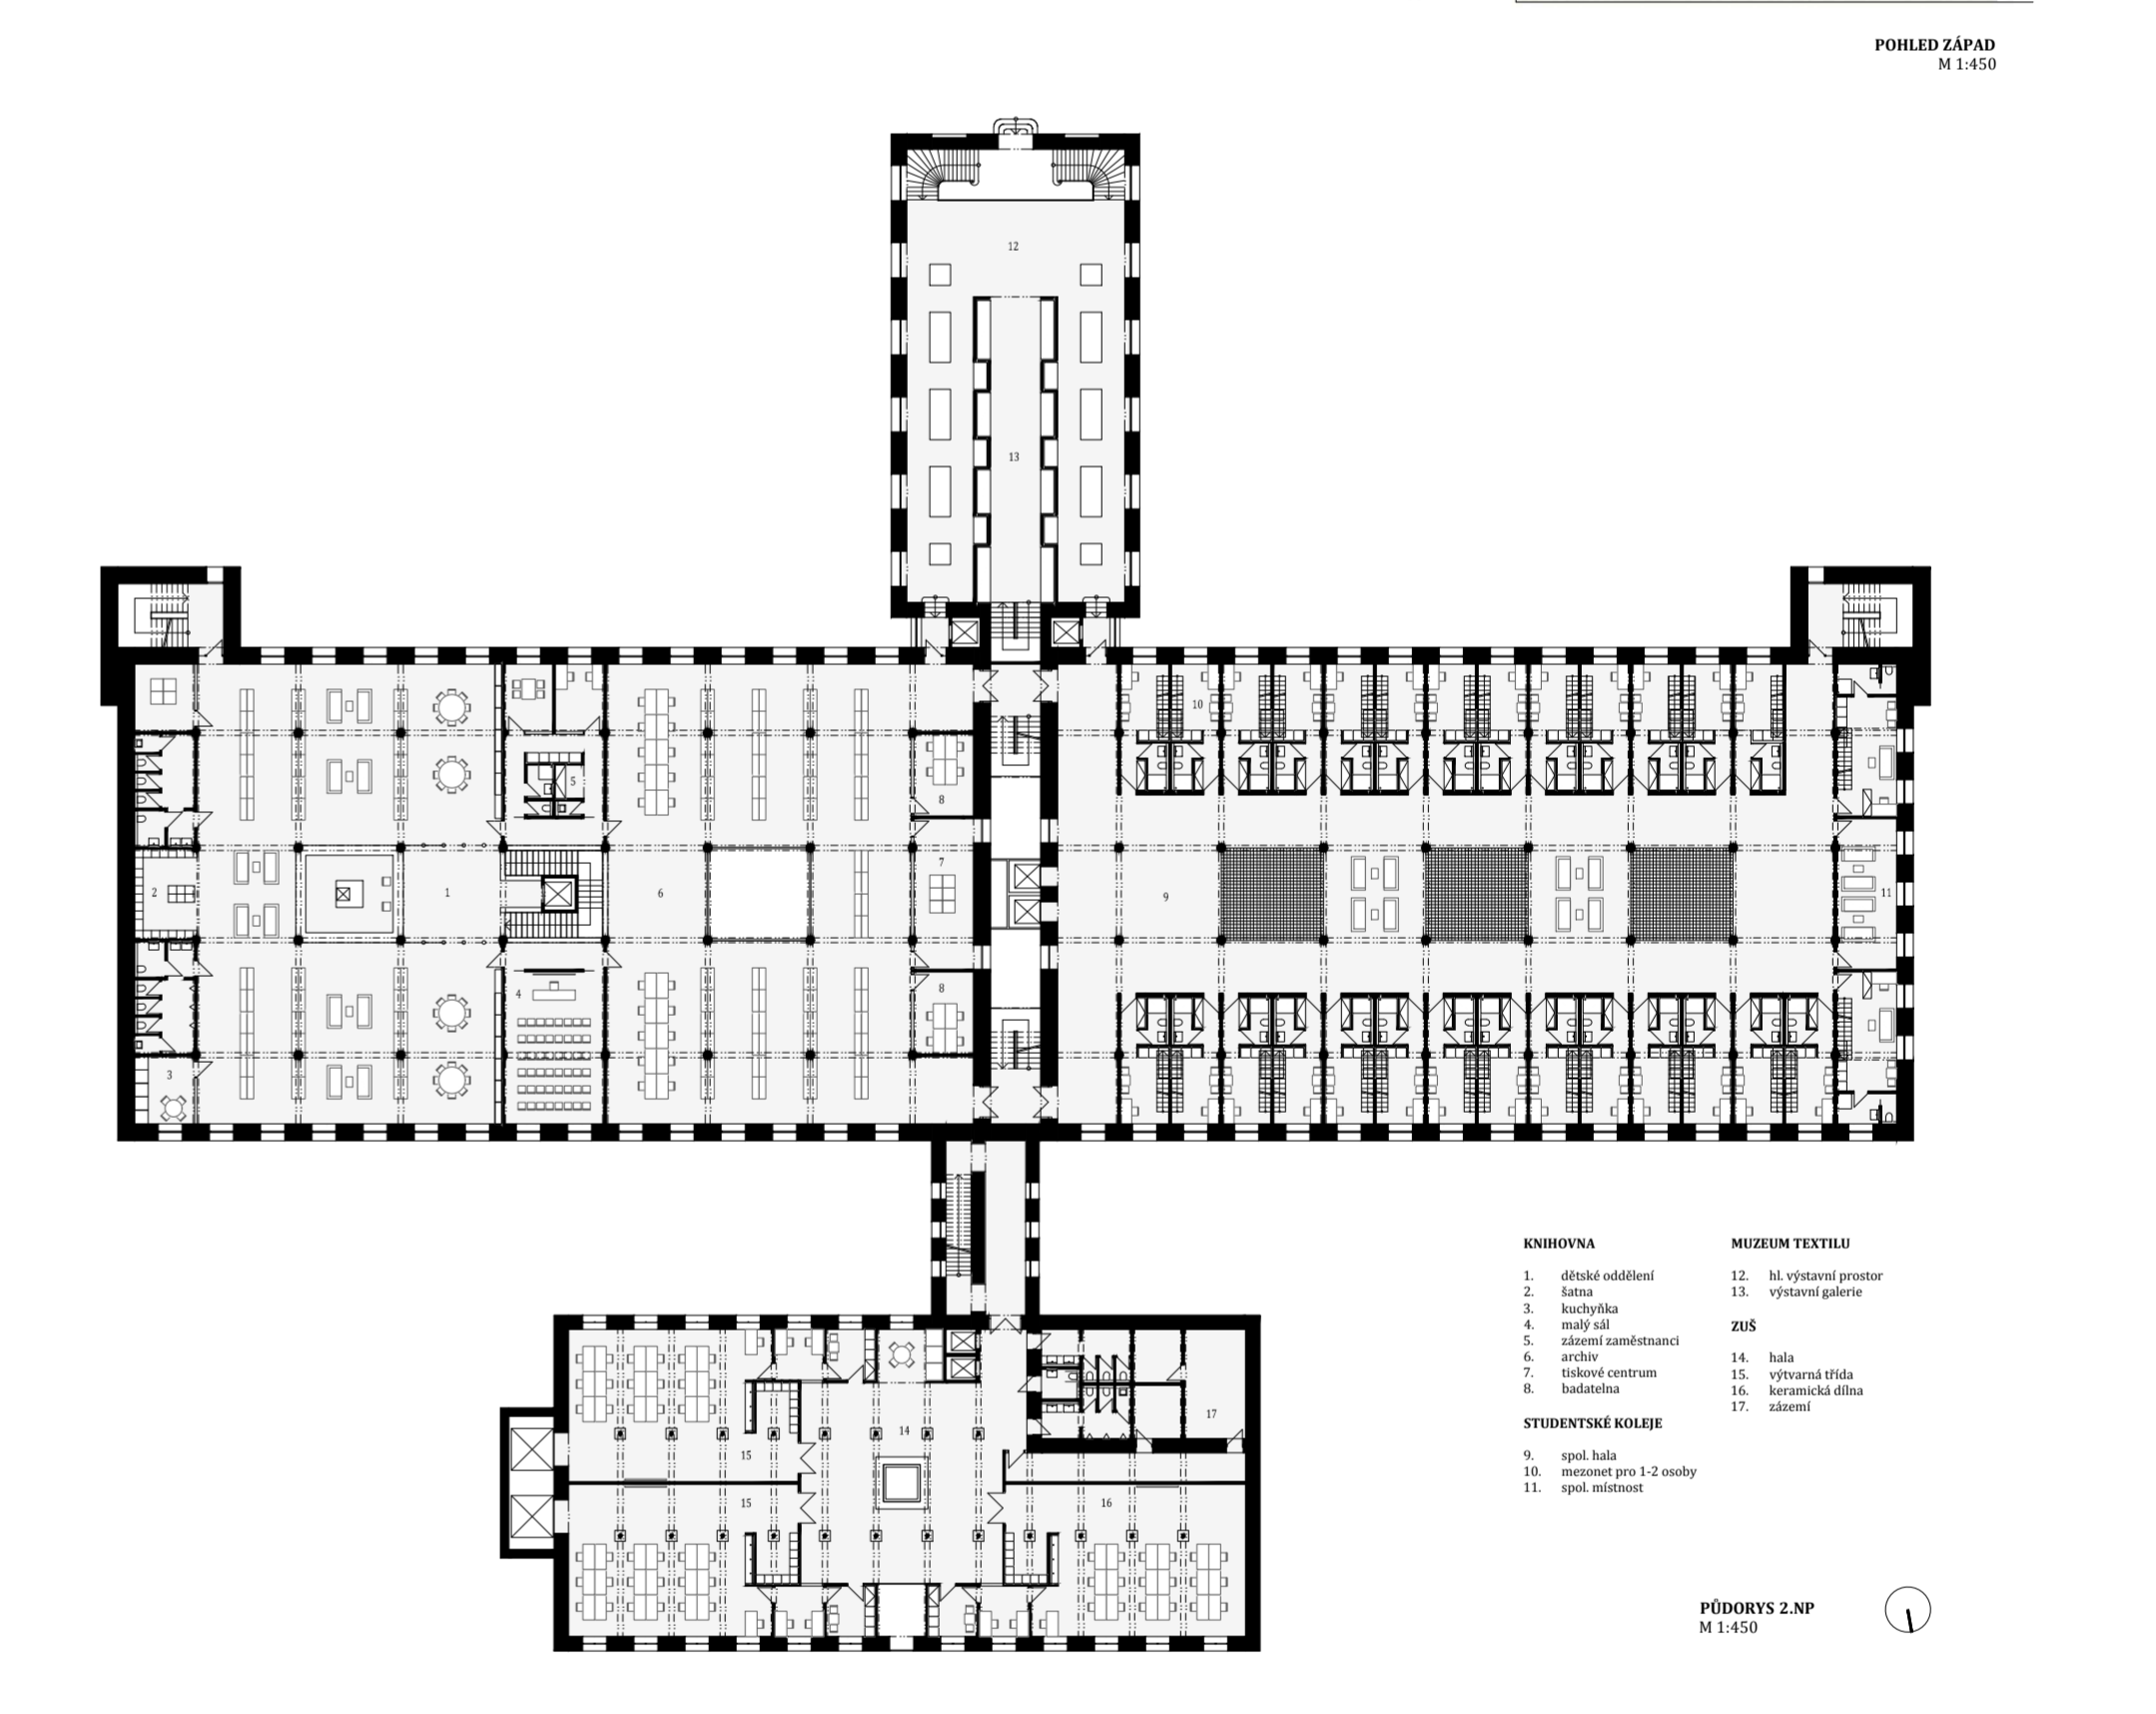 POHLED ZÁPAD
M 1:450
12
13
10
5
8
7
2
1
6
9
11
4
8
3
KNIHOVNA
1. dětské oddělení
2. šatna
3. kuchyňka
4. malý sál
5. zázemí zaměstnanci
6. archiv
7. tiskové centrum
8. badatelna
STUDENTSKÉ KOLEJE
9. spol. hala
10. mezonet pro 1-2 osoby
11. spol. místnost
MUZEUM TEXTILU
12. hl. výstavní prostor
13. výstavní galerie
ZUŠ
14. hala
15. výtvarná třída
16. keramická dílna
17. zázemí
14
17
15
15
16
PŮDORYS 2.NP
M 1:450